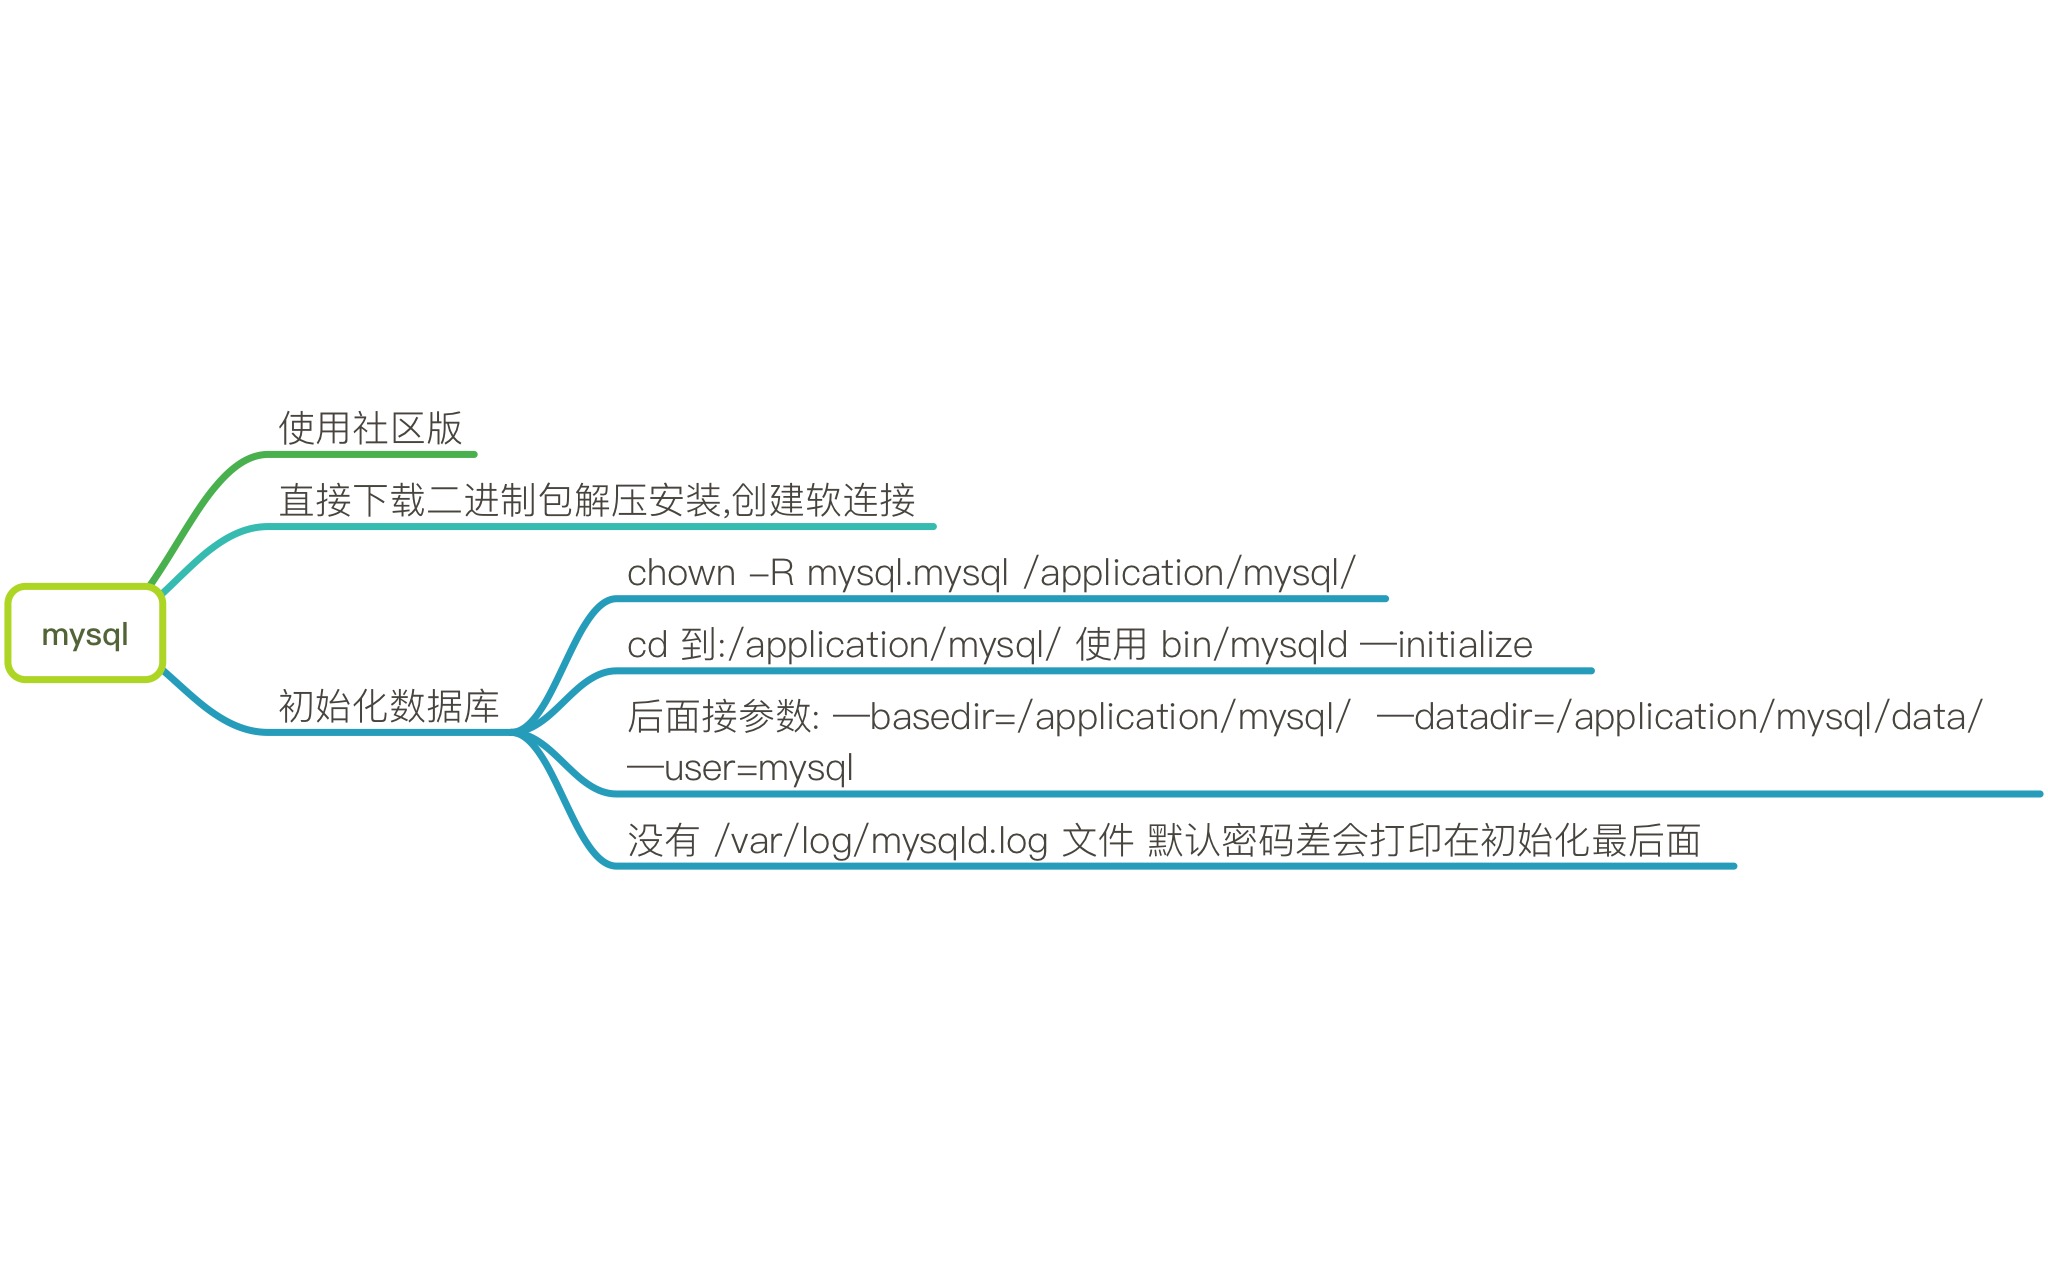 使用社区版
直接下载二进制包解压安装,创建软连接
mysql
初始化数据库
chown -R mysql.mysql /application/mysql/
cd 到:/application/mysql/ 使用 bin/mysqld —initialize
后面接参数: —basedir=/application/mysql/  —datadir=/application/mysql/data/
—user=mysql
没有 /var/log/mysqld.log 文件 默认密码差会打印在初始化最后面